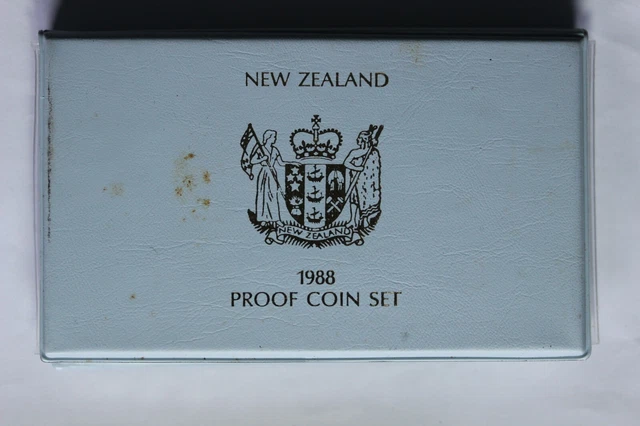 NEW ZEALAND
NEW ZEALAND
1988
PROOF COIN SET